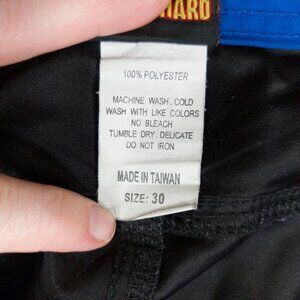 HARD
100% POLYESTER
MACHINE WASH. COLD
WASH WITH LIKE COLORS
NO BLEACH
TUMBLE DRY. DELICATE
DO NOT IRON
MADE IN TAIWAN
SIZE: 30